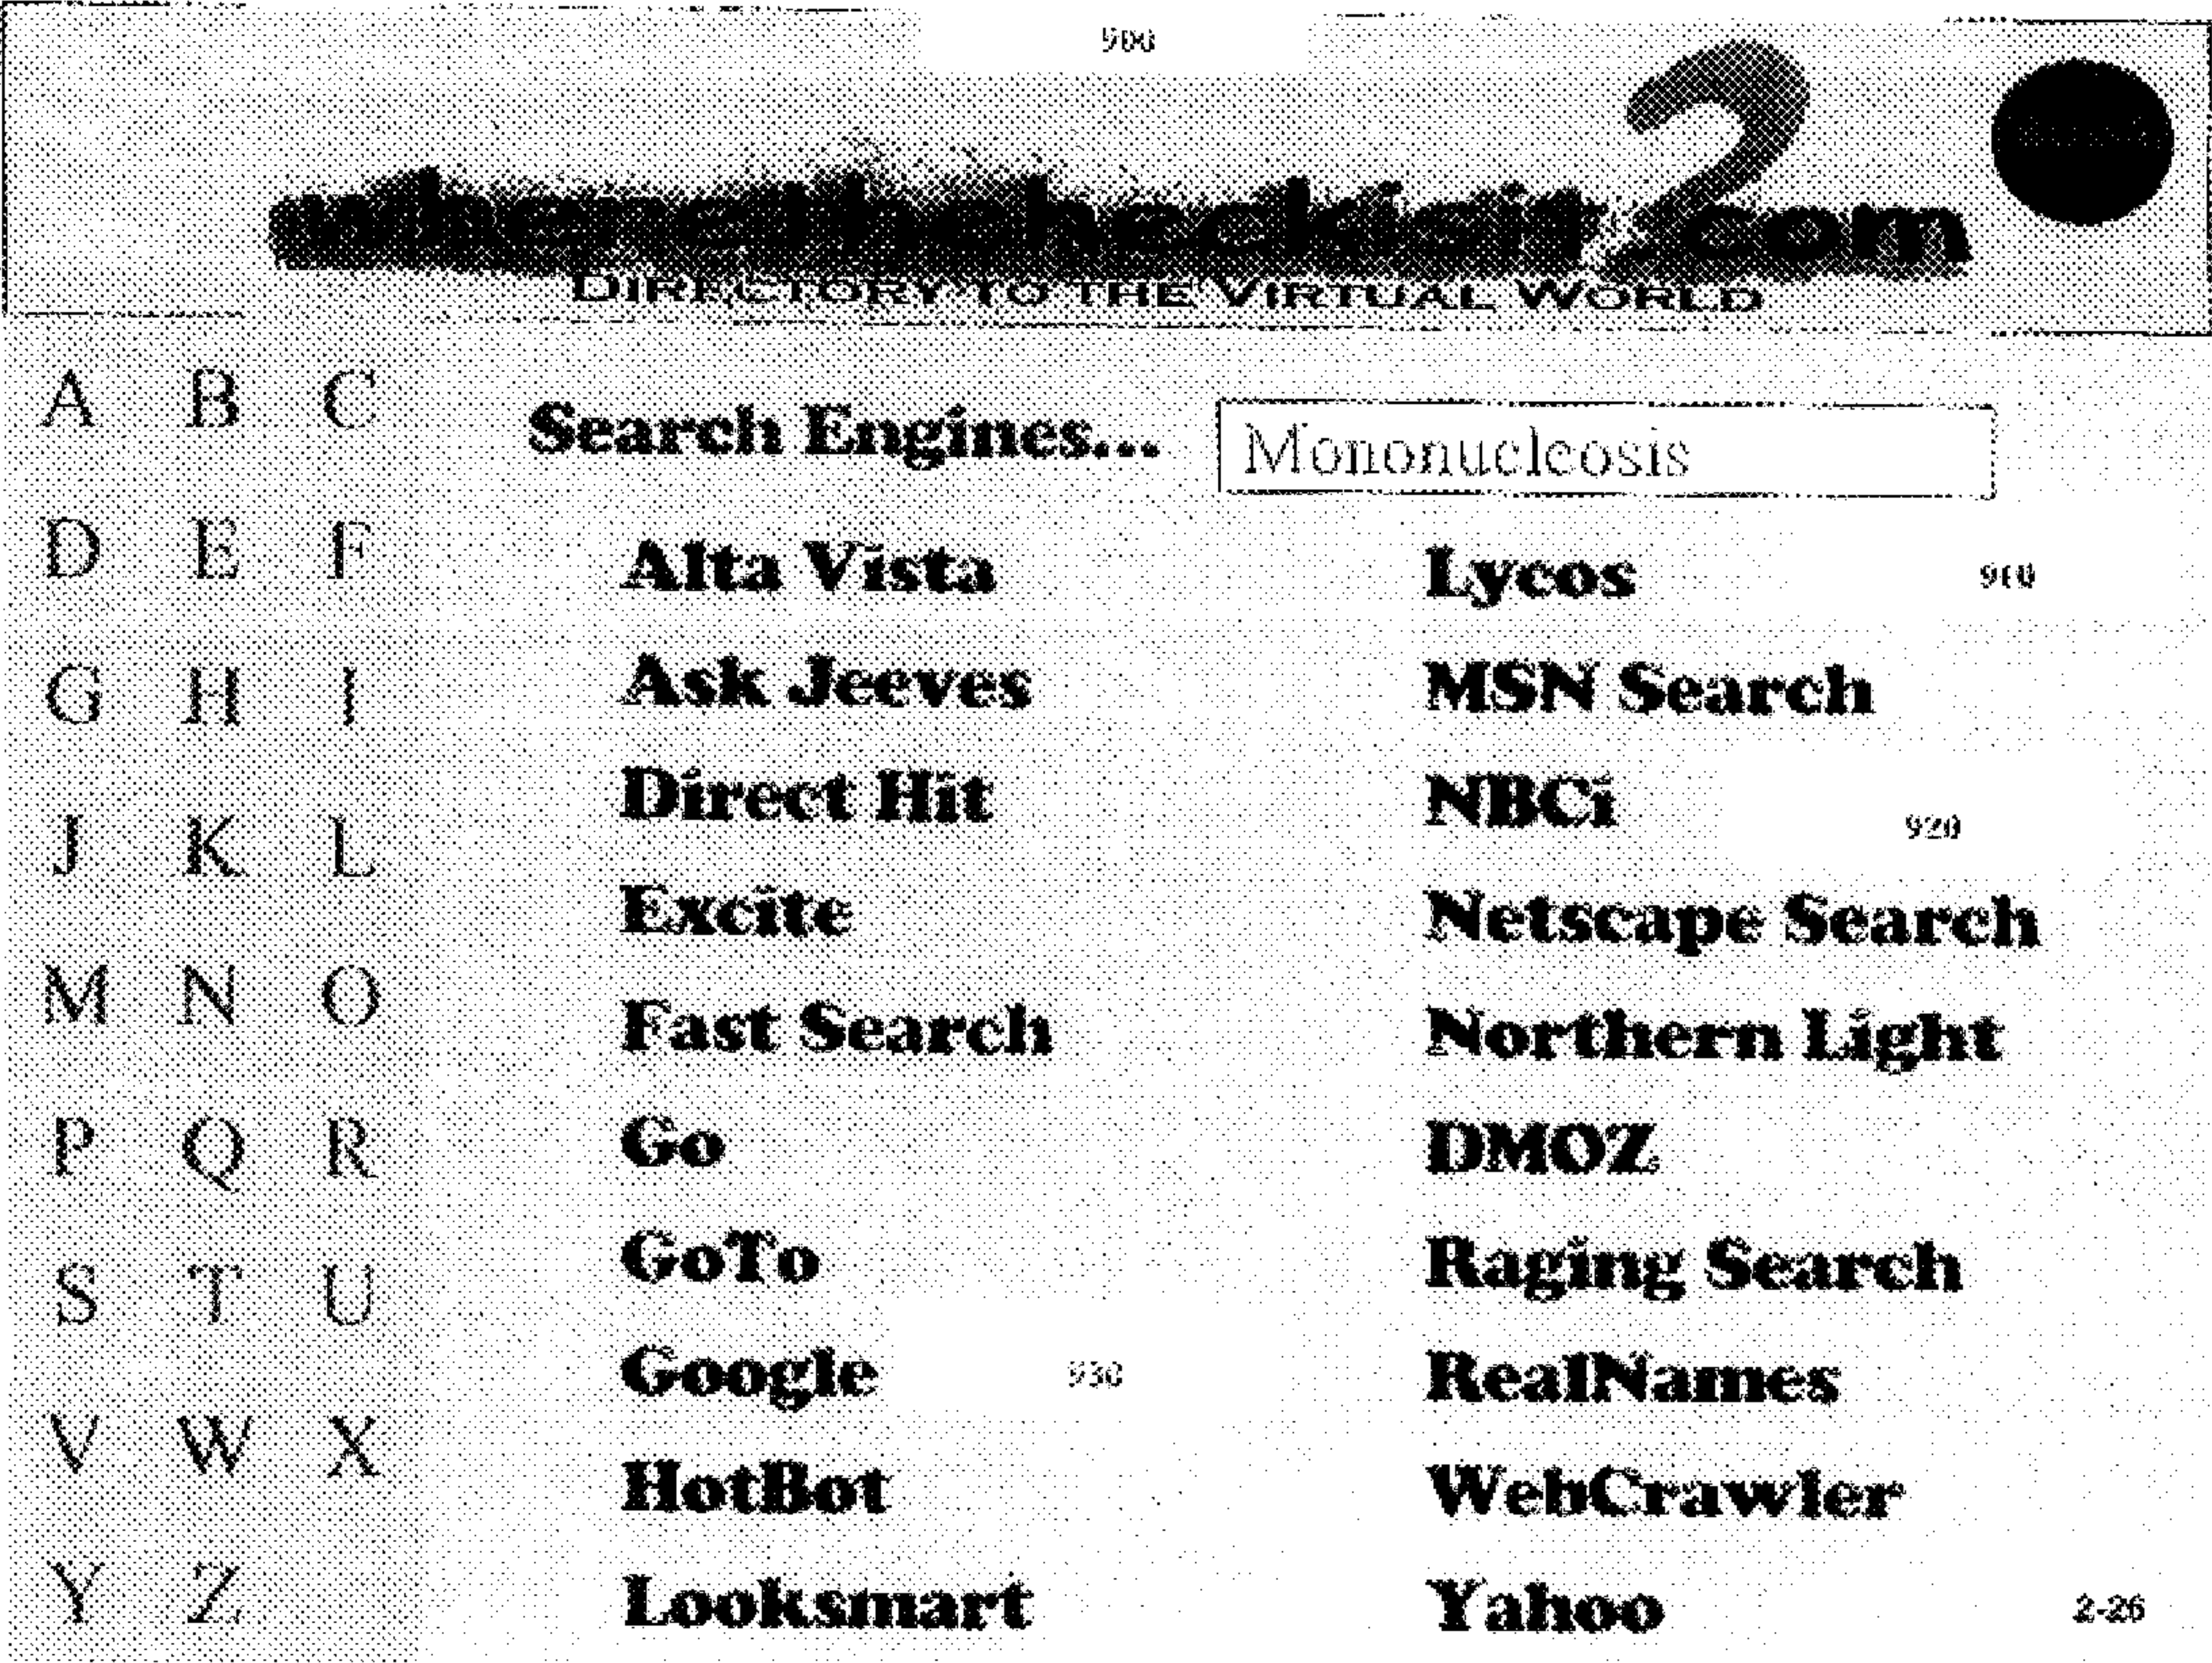 900
wheretheheckisit?.com
DIRECTORY TO THE VIRTUAL WORLD
A B C
D E F
G H I
J K L
M N O
P Q R
S T U
V W X
Y Z
Search Engines... Mononucleosis
Alta Vista
Ask Jeeves
Direct Hit
Excite
Fast Search
Go
GoTo
Google 930
HotBot
Looksmart
Lycos 910
MSN Search
NBCi
920
Netscape Search
Northern Light
DMOZ
Raging Search
RealNames
WebCrawler
Yahoo
2-26